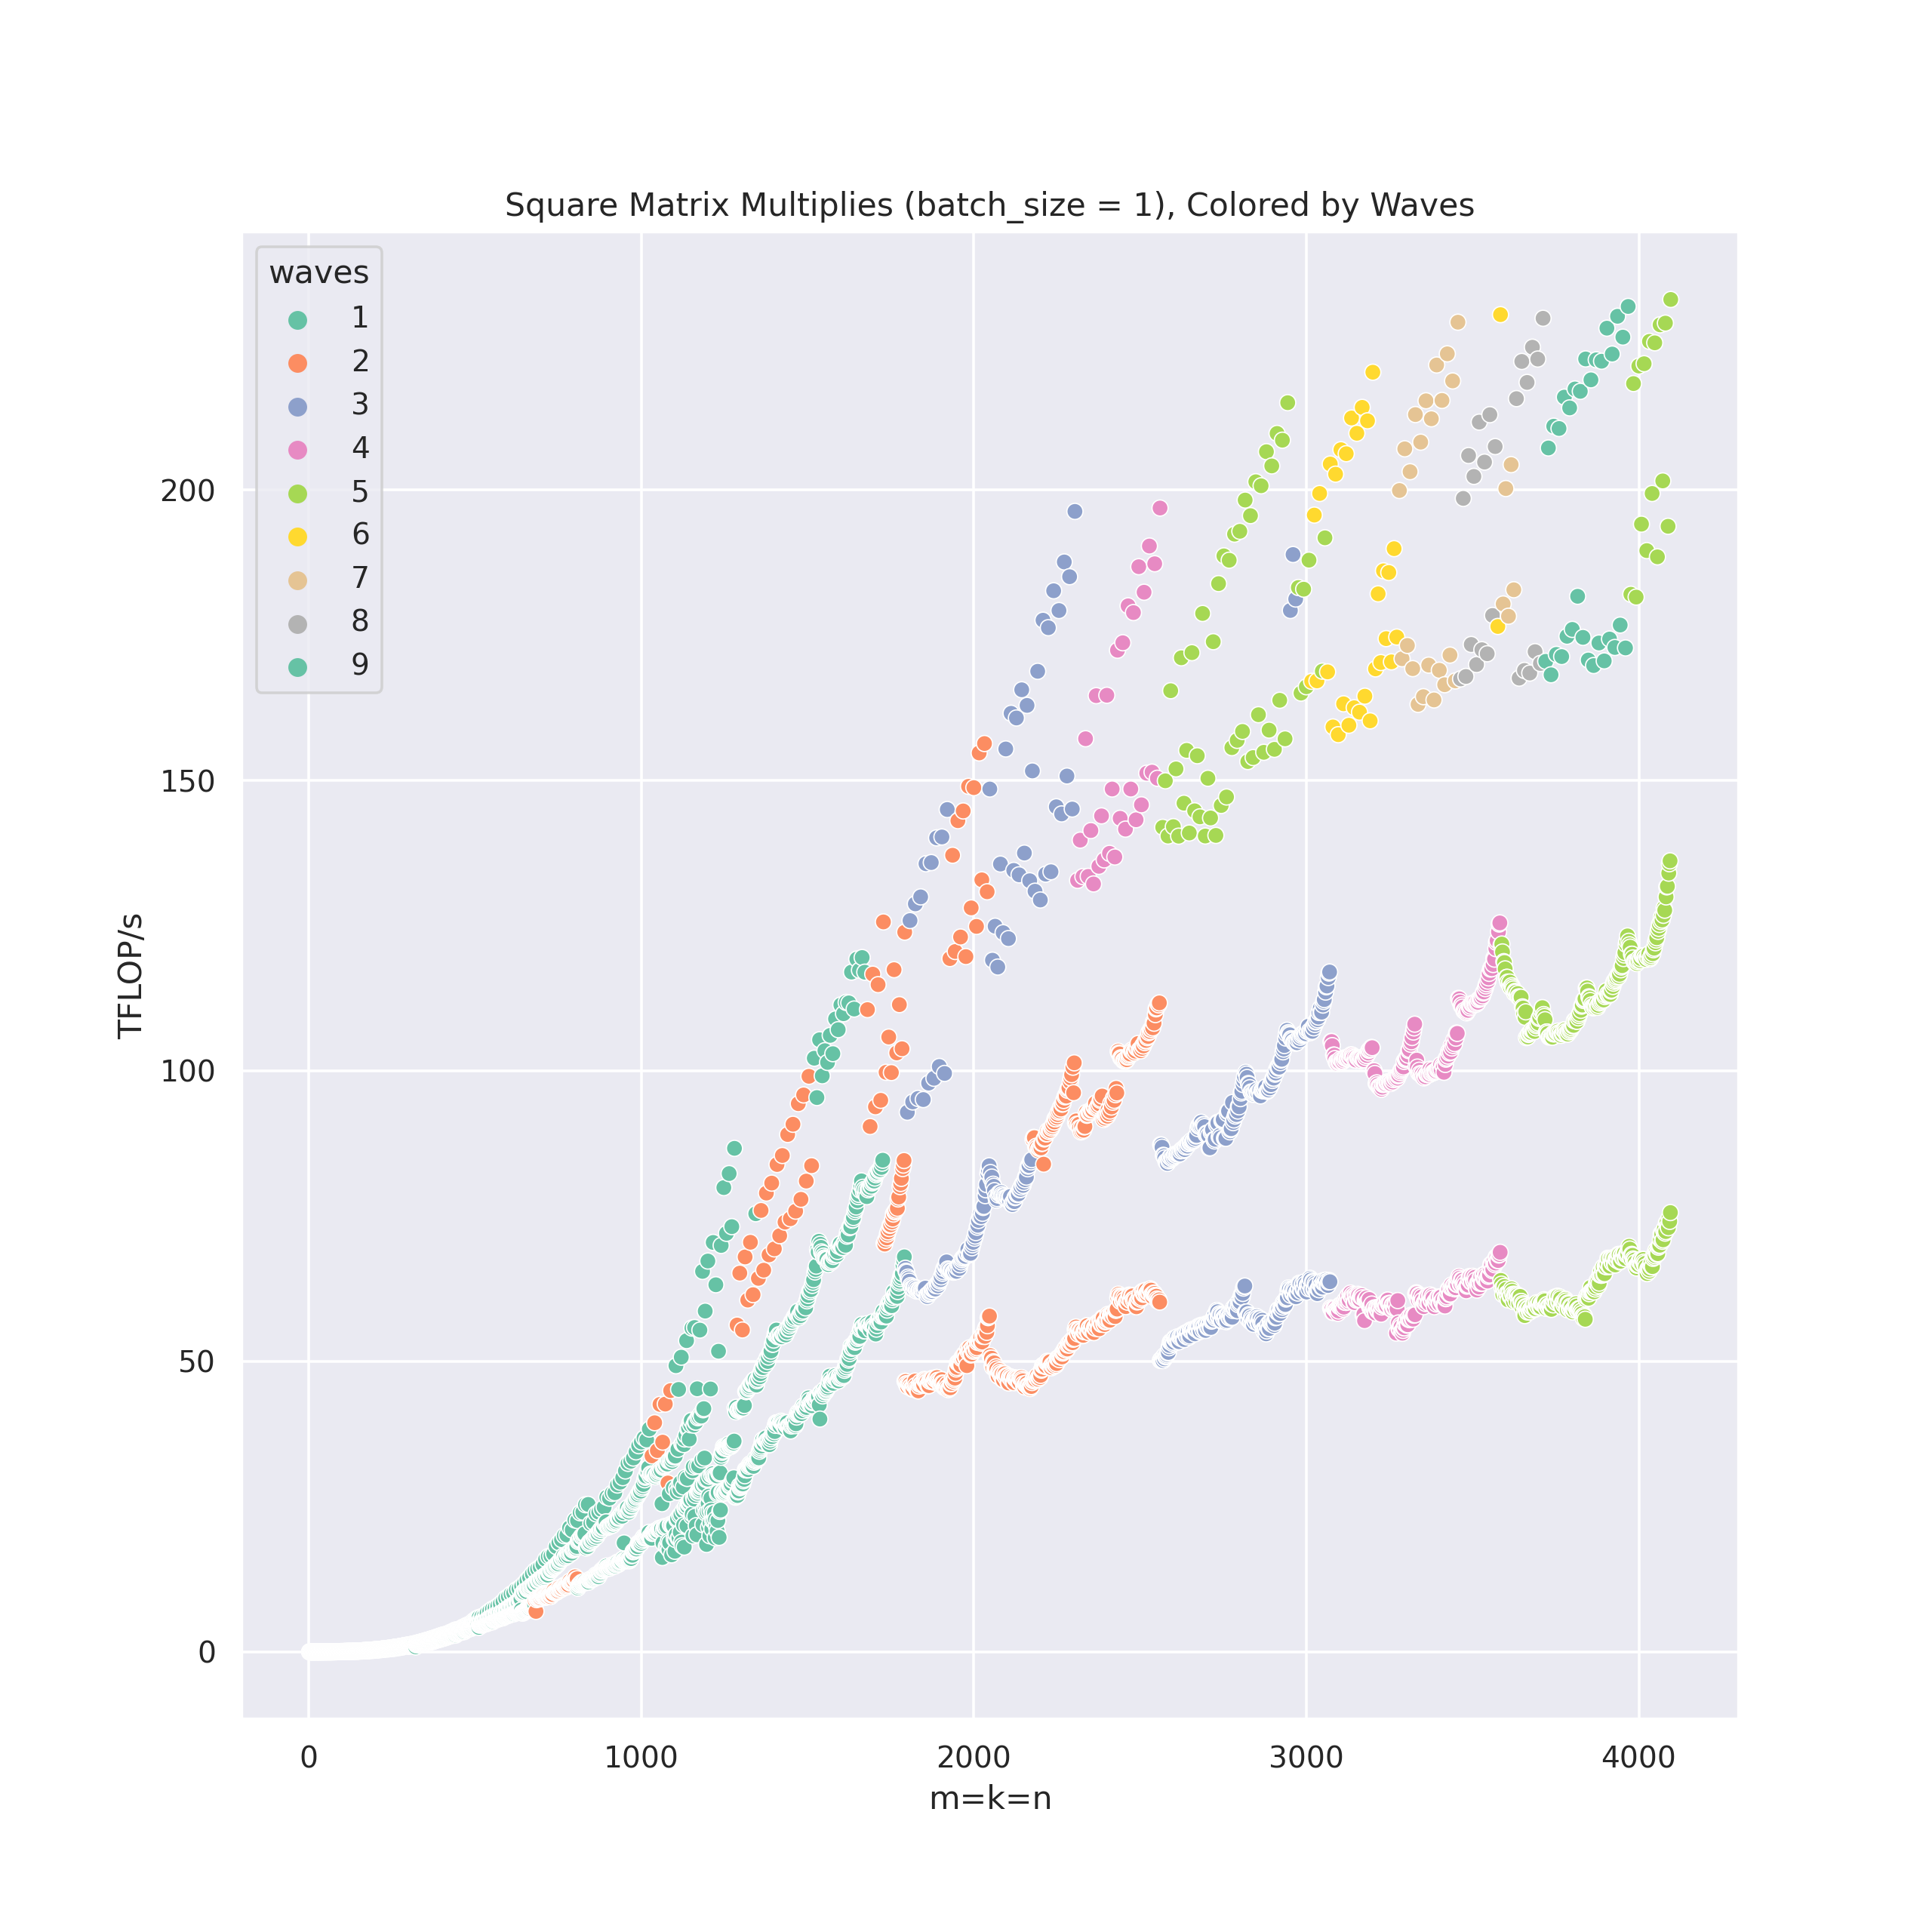 Square Matrix Multiplies (batch_size = 1), Colored by Waves
waves
1
2
3
4
5
6
7
8
9
TFLOP/s
200
150
100
50
0
0 1000 2000 3000 4000
m=k=n